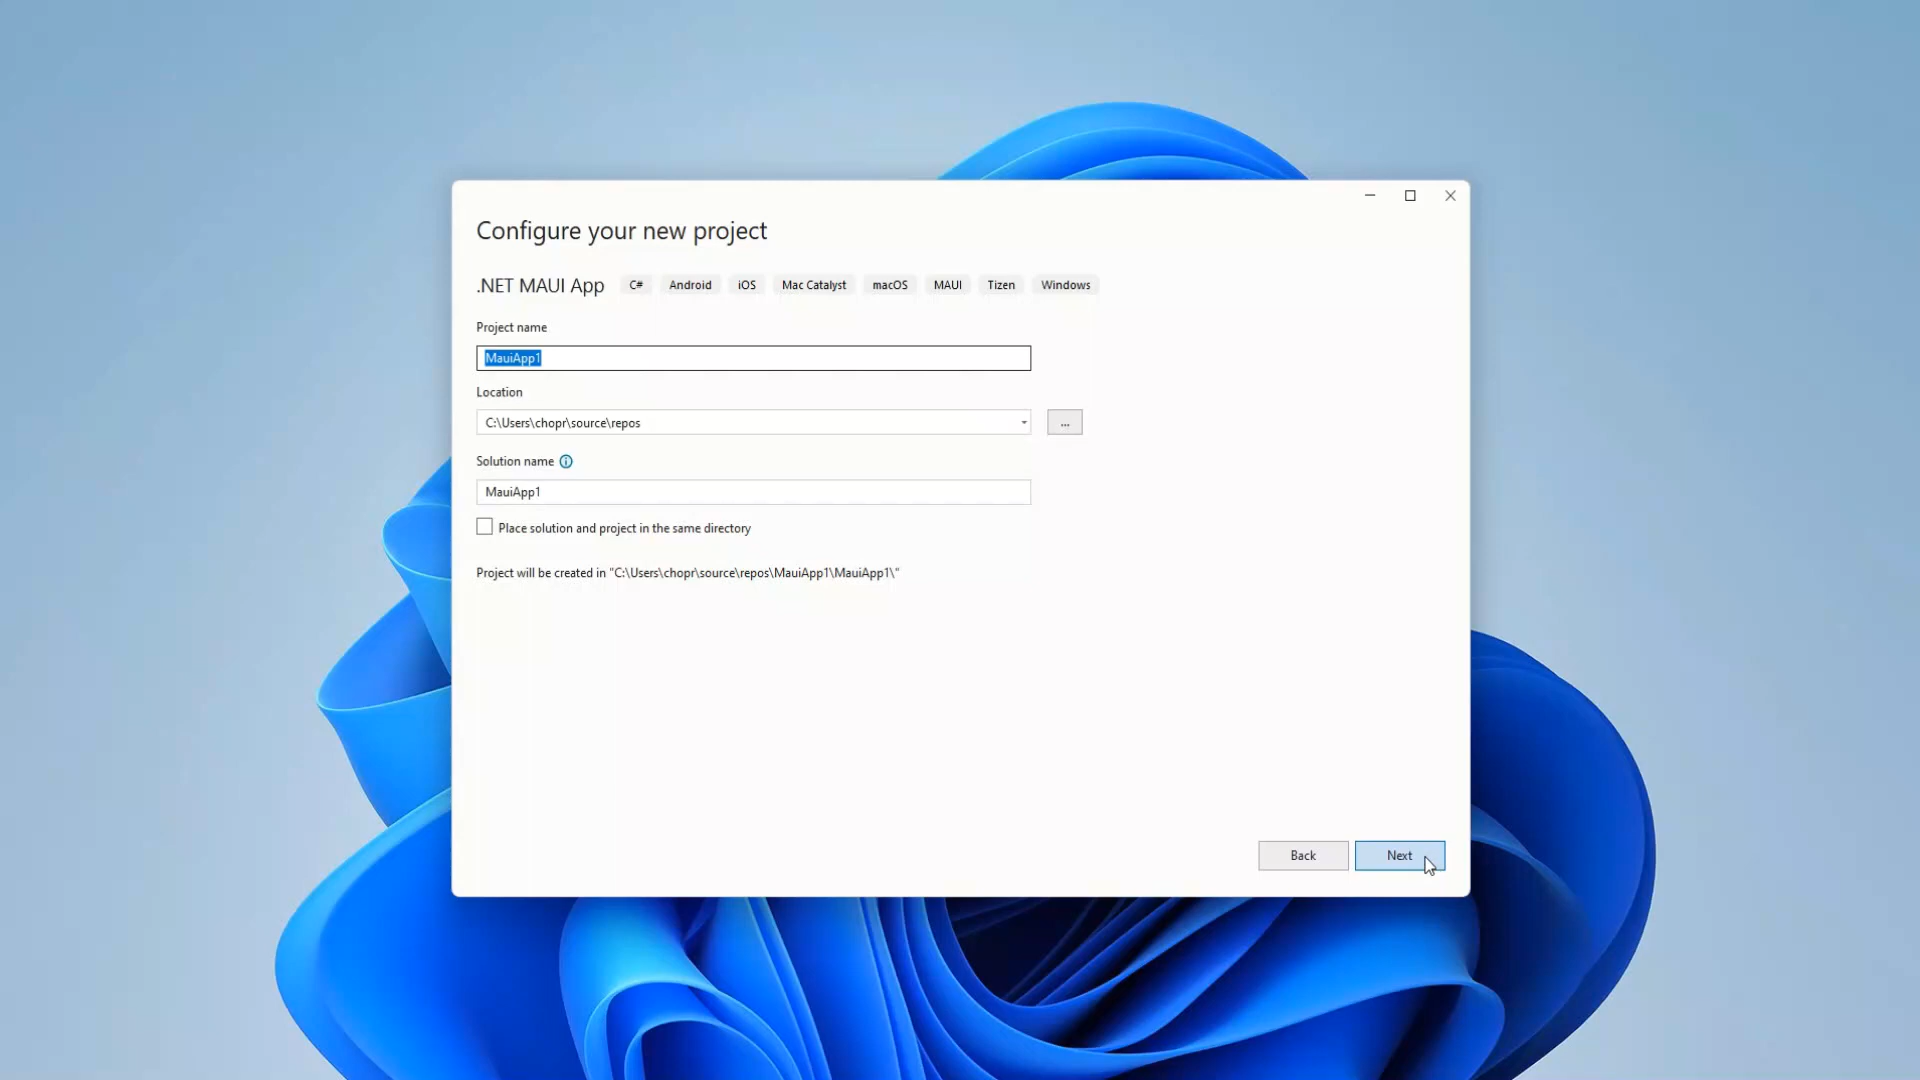 Configure your new project
.NET MAUI App C# Android iOS Mac Catalyst macOS MAUI Tizen Windows
Project name
MauiApp1
Location
C:\Users\chopr\source\repos
...
Solution name
MauiApp1
Place solution and project in the same directory
Project will be created in "C:\Users\chopr\source\repos\MauiApp1\MauiApp1\"
Back Next